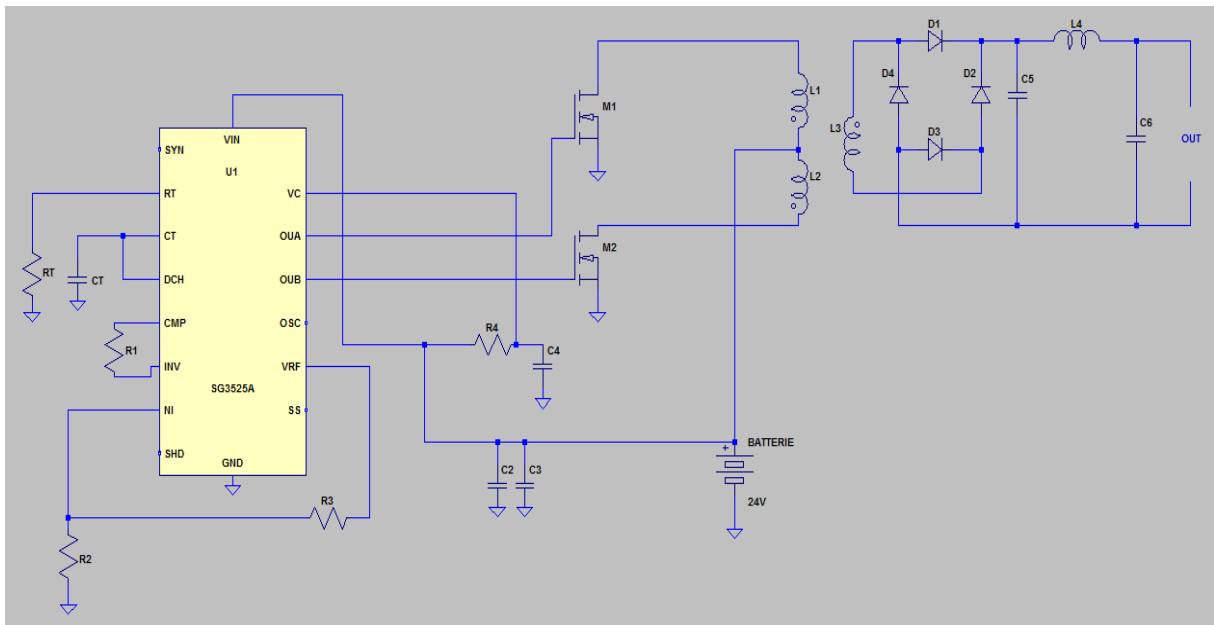 D1
L4
D4
D2
C5
M1
L1
VIN
L3
C6
SYN
D3
OUT
U1
RT
VC
L2
CT
OUA
M2
RT
CT
DCH
OUB
CMP
OSC
R4
R1
C4
INV
VRF
SG3525A
NI
SS
BATTERIE
SHD
GND
C2
C3
+
24V
R3
R2